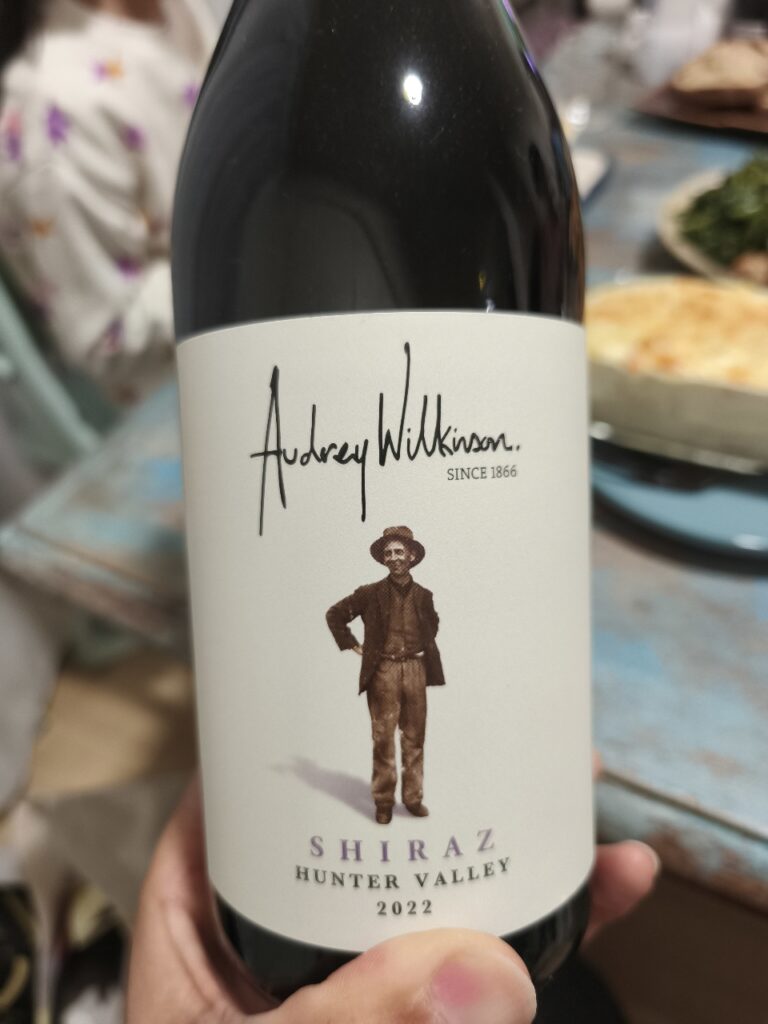 Audrey Wilkinson.
SINCE 1866
SHIRAZ
HUNTER VALLEY
2022